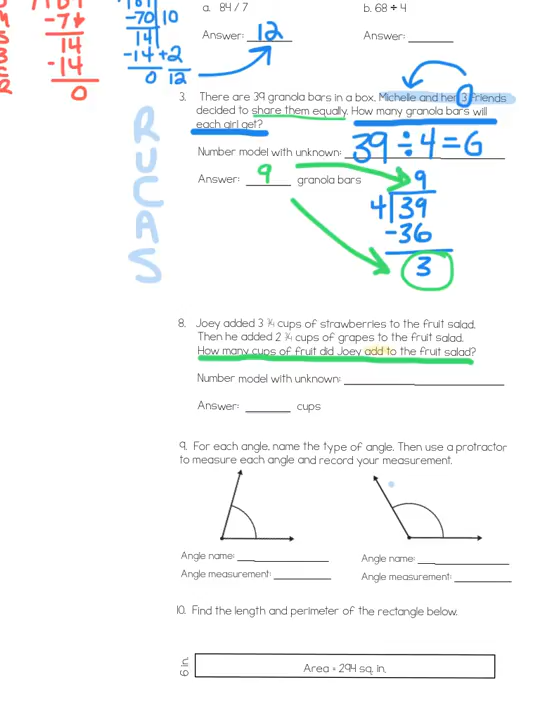 a. 84 / 7
b. 68 ÷ 4
-7
14
-14
0
-70 10
14
-14 +2
0 12
Answer: 12
Answer: ______
3. There are 39 granola bars in a box. Michelle and her 3 friends
decided to share them equally. How many granola bars will
each girl get?
Number model with unknown: 39 ÷ 4 = G
Answer: 9 granola bars
9
4 39
-36
3
RUCAS
8. Joey added 3 ¾ cups of strawberries to the fruit salad.
Then he added 2 ¾ cups of grapes to the fruit salad.
How many cups of fruit did Joey add to the fruit salad?
Number model with unknown: ______
Answer: ______ cups
9. For each angle, name the type of angle. Then use a protractor
to measure each angle and record your measurement.
Angle name: ______
Angle name: ______
Angle measurement: ______
Angle measurement: ______
10. Find the length and perimeter of the rectangle below.
6 in.
Area = 294 sq. in.